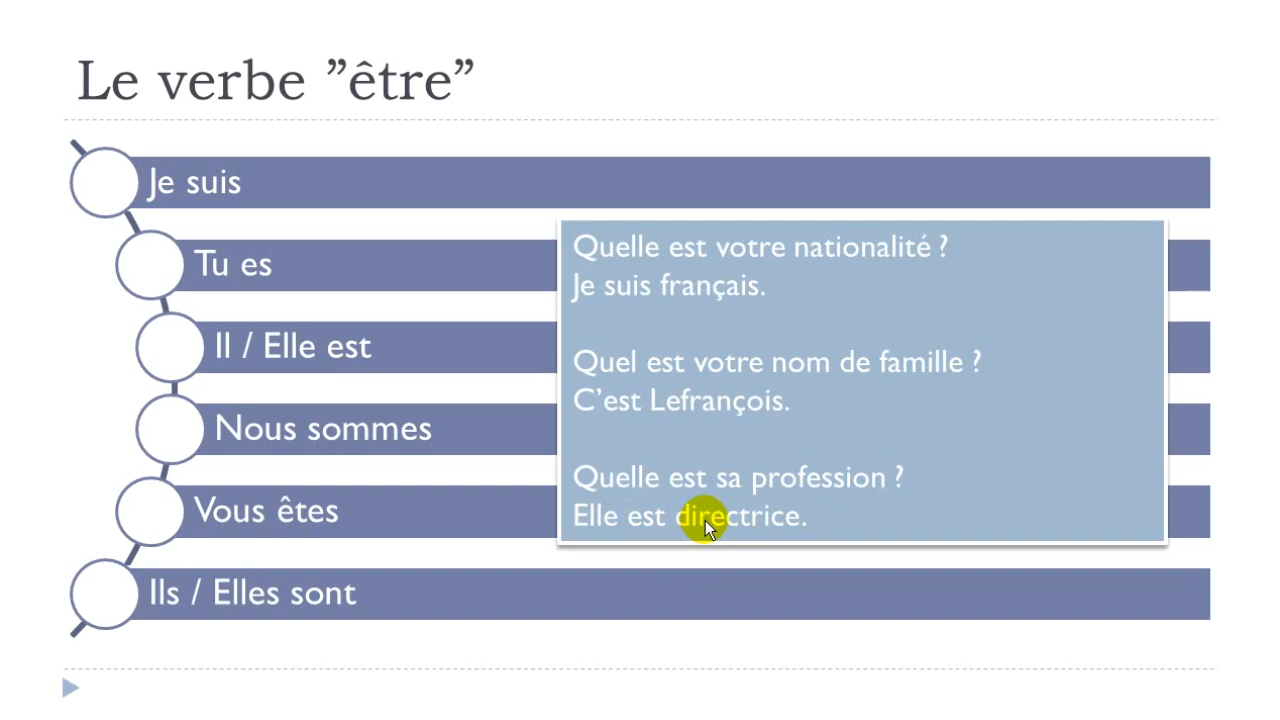 Le verbe ”être”
Je suis
Tu es
Il / Elle est
Nous sommes
Vous êtes
Ils / Elles sont
Quelle est votre nationalité ?
Je suis français.
Quel est votre nom de famille ?
C’est Lefrançois.
Quelle est sa profession ?
Elle est directrice.